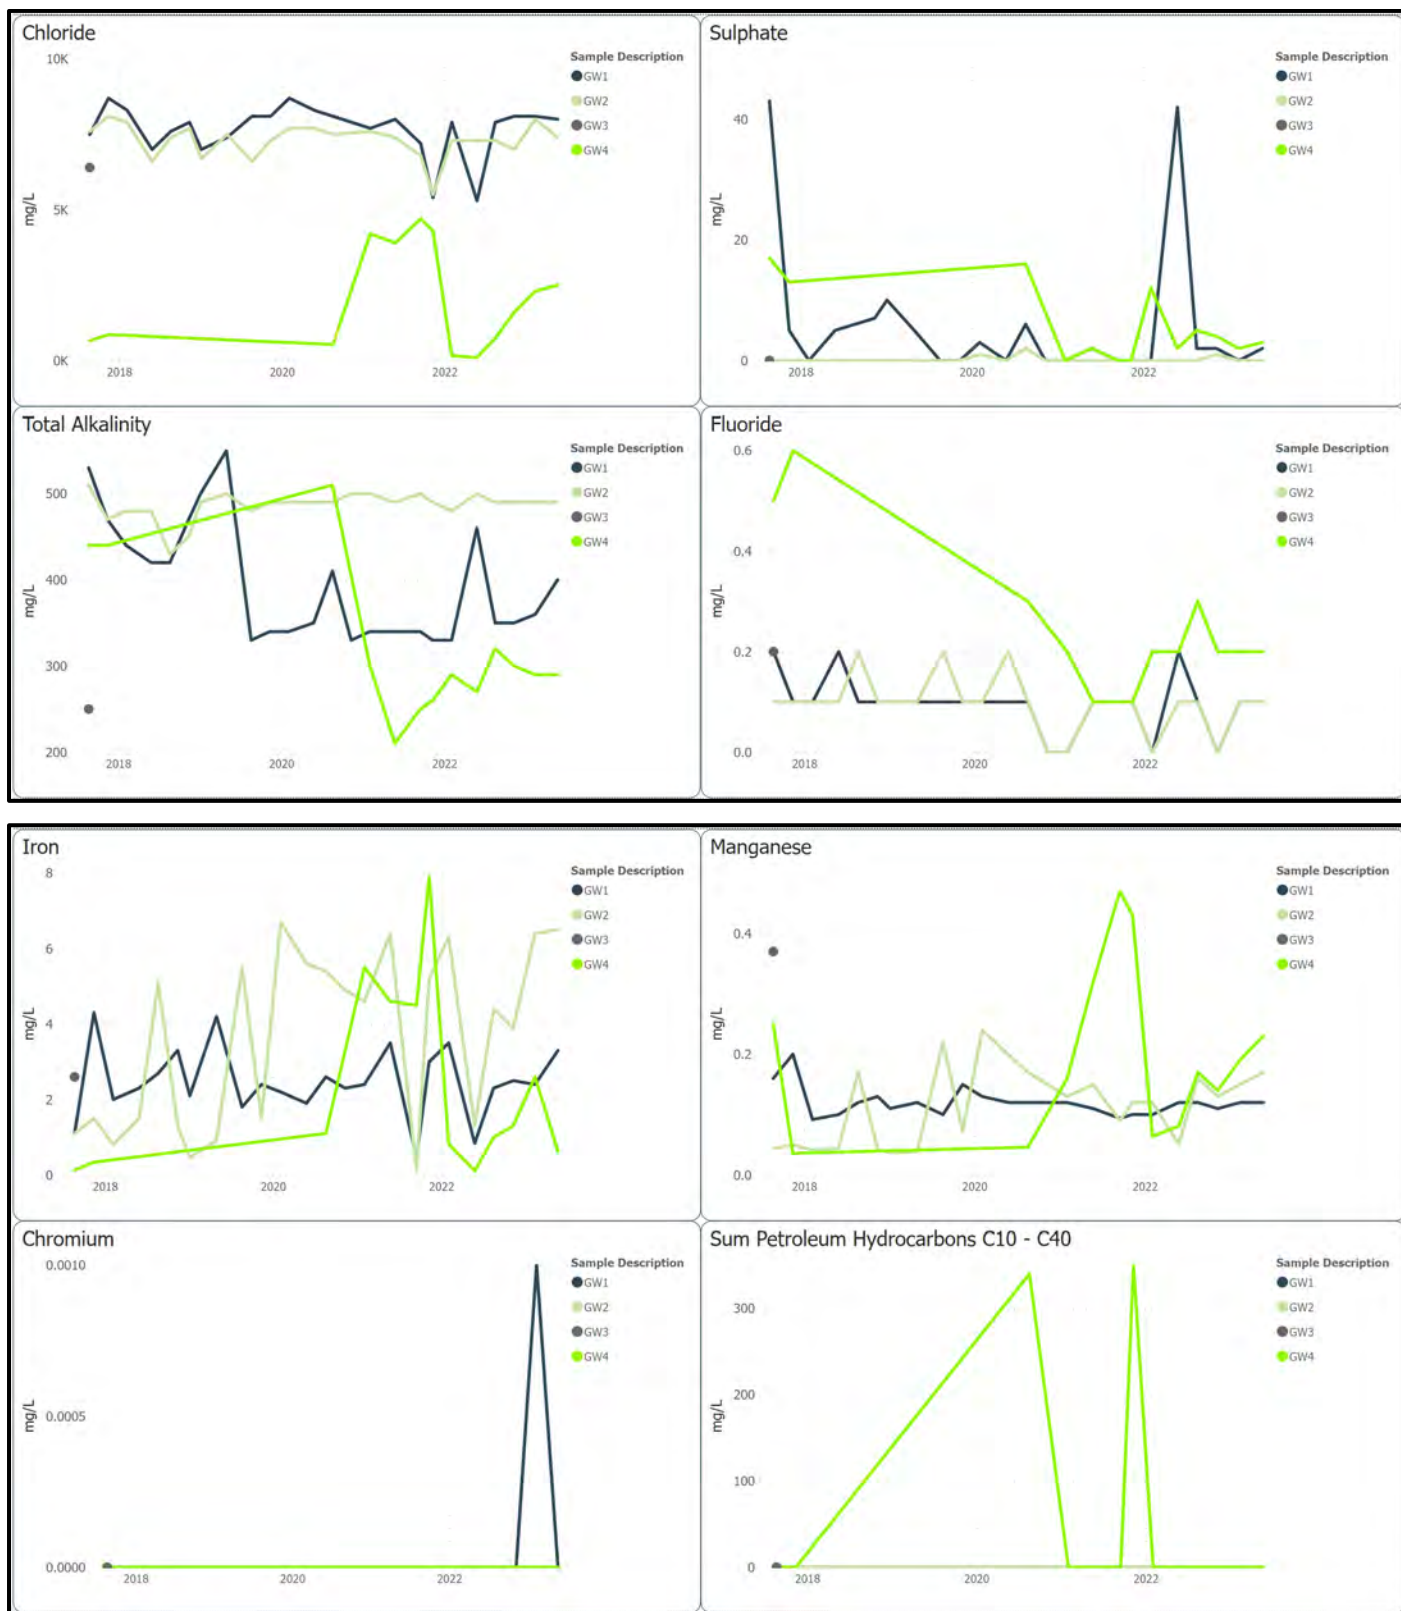 Chloride
Sample Description
GW1
GW2
GW3
GW4
10K
5K
0K
mg/L
2018 2020 2022
Sulphate
Sample Description
GW1
GW2
GW3
GW4
40
20
0
mg/L
2018 2020 2022
Total Alkalinity
Sample Description
GW1
GW2
GW3
GW4
500
400
300
200
mg/L
2018 2020 2022
Fluoride
Sample Description
GW1
GW2
GW3
GW4
0.6
0.4
0.2
0.0
mg/L
2018 2020 2022
Iron
Sample Description
GW1
GW2
GW3
GW4
8
6
4
2
0
mg/L
2018 2020 2022
Manganese
Sample Description
GW1
GW2
GW3
GW4
0.4
0.2
0.0
mg/L
2018 2020 2022
Chromium
Sample Description
GW1
GW2
GW3
GW4
0.0010
0.0005
0.0000
mg/L
2018 2020 2022
Sum Petroleum Hydrocarbons C10 - C40
Sample Description
GW1
GW2
GW3
GW4
300
200
100
0
mg/L
2018 2020 2022